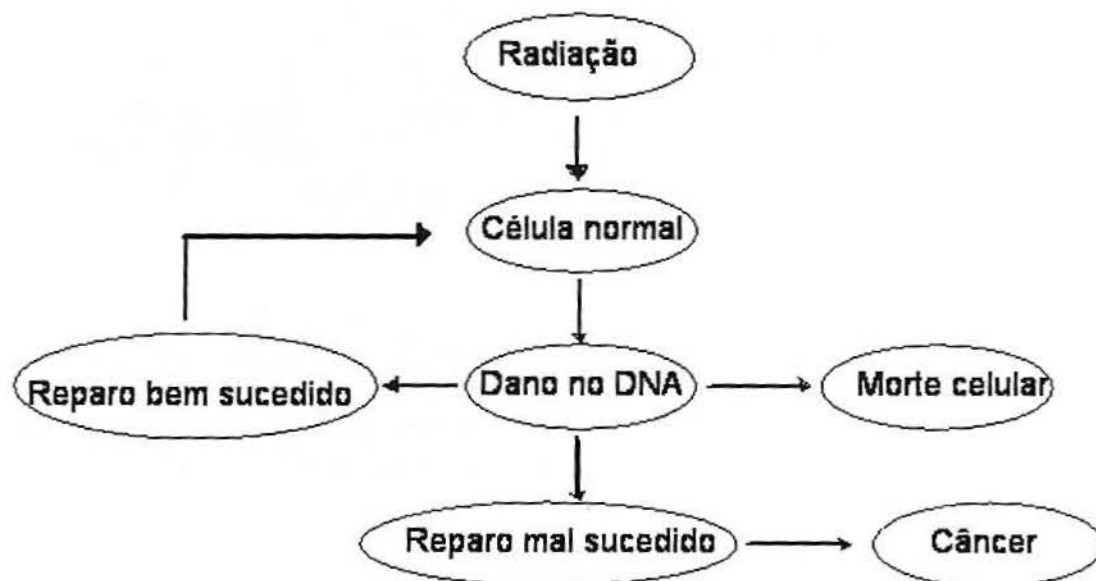 Radiação
Célula normal
Reparo bem sucedido
Dano no DNA
Morte celular
Reparo mal sucedido
Câncer